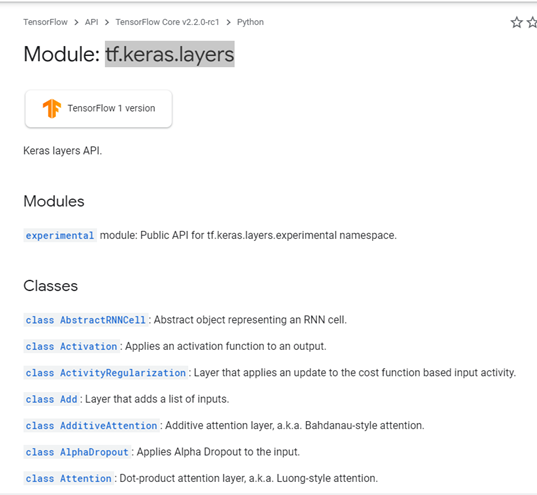 TensorFlow > API > TensorFlow Core v2.2.0-rc1 > Python
Module: tf.keras.layers
TensorFlow 1 version
Keras layers API.
Modules
experimental module: Public API for tf.keras.layers.experimental namespace.
Classes
class AbstractRNNCell: Abstract object representing an RNN cell.
class Activation: Applies an activation function to an output.
class ActivityRegularization: Layer that applies an update to the cost function based input activity.
class Add: Layer that adds a list of inputs.
class AdditiveAttention: Additive attention layer, a.k.a. Bahdanau-style attention.
class AlphaDropout: Applies Alpha Dropout to the input.
class Attention: Dot-product attention layer, a.k.a. Luong-style attention.